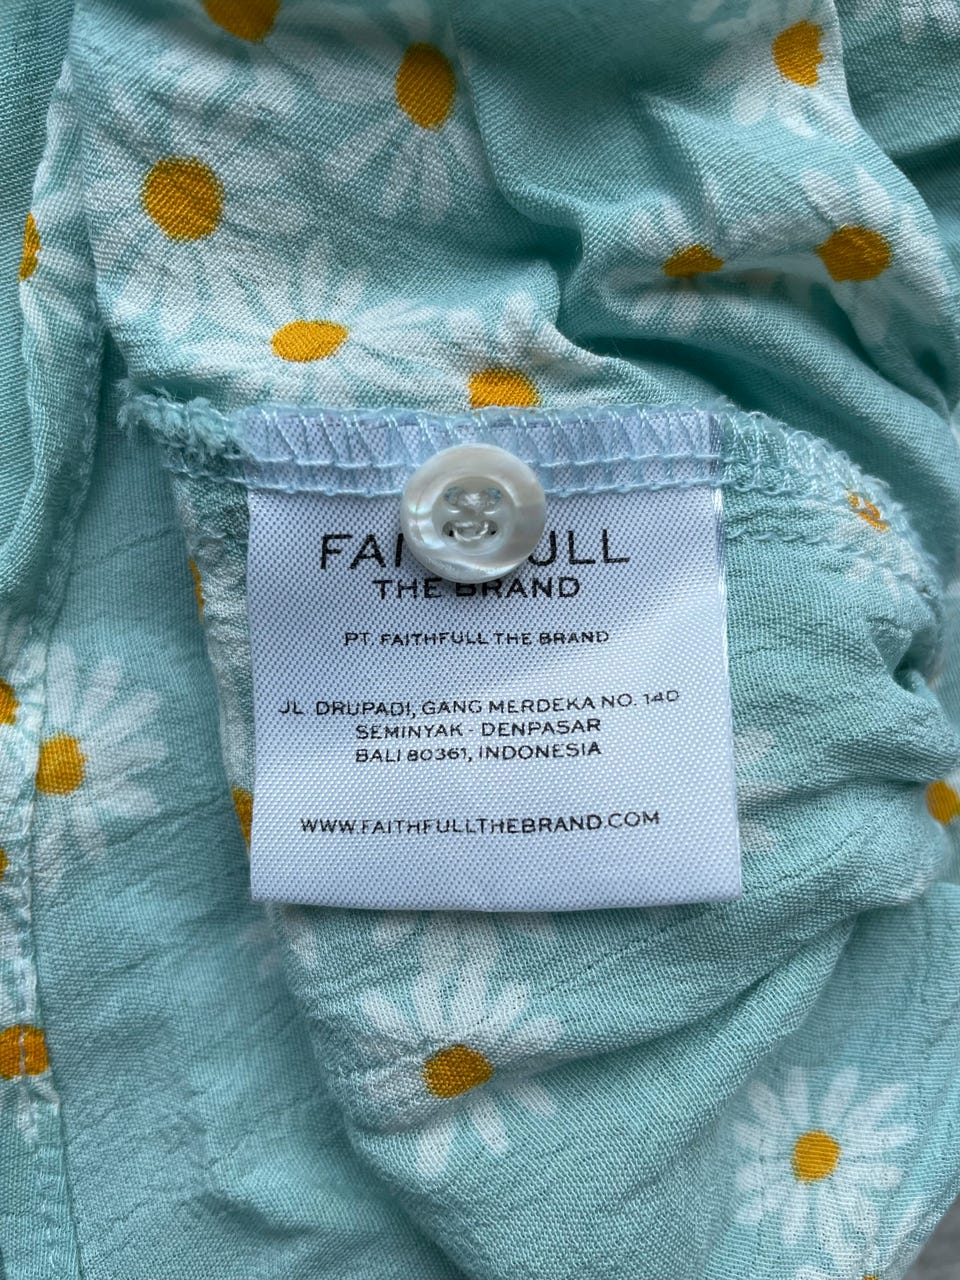 FAITHFULL
THE BRAND
PT. FAITHFULL THE BRAND
JL DRUPADI, GANG MERDEKA NO. 14D
SEMINYAK - DENPASAR
BALI 80361, INDONESIA
WWW.FAITHFULLTHEBRAND.COM